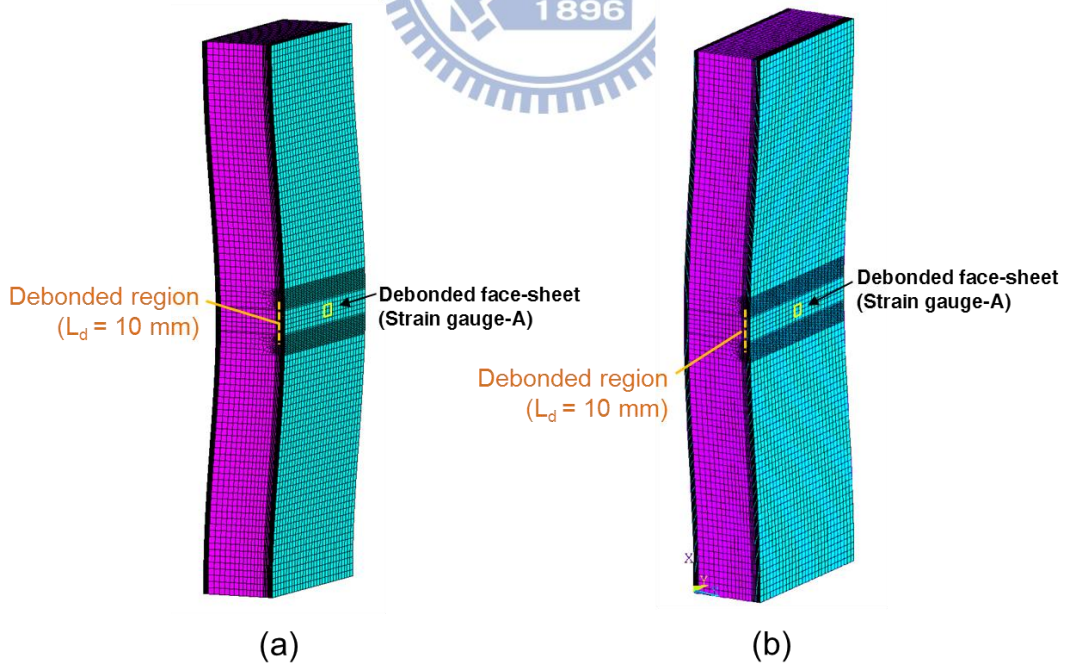 1896
Debonded region
(Ld = 10 mm)
Debonded face-sheet
(Strain gauge-A)
Debonded face-sheet
(Strain gauge-A)
Debonded region
(Ld = 10 mm)
X
Y
(a)
(b)